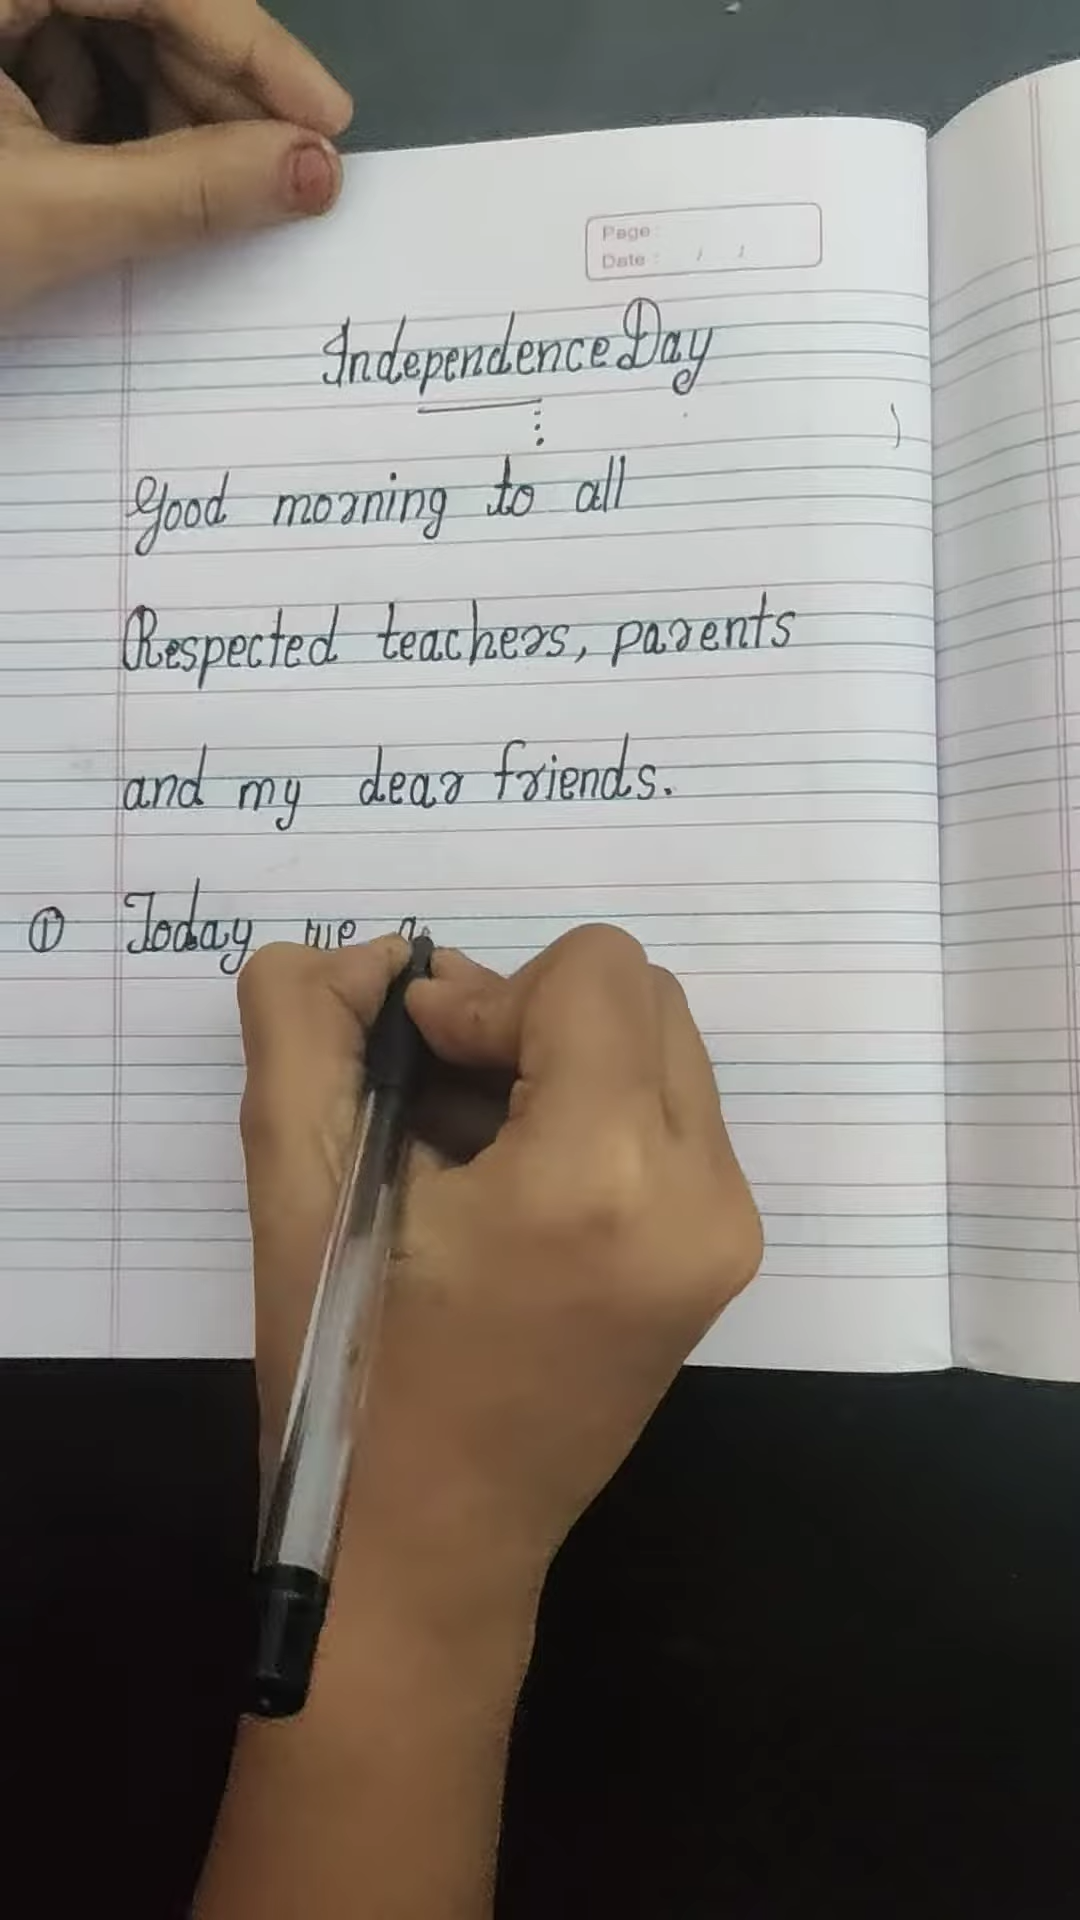 Page :
Date : / /
Independence Day
Good morning to all
Respected teachers, parents
and my dear friends.
① Today we